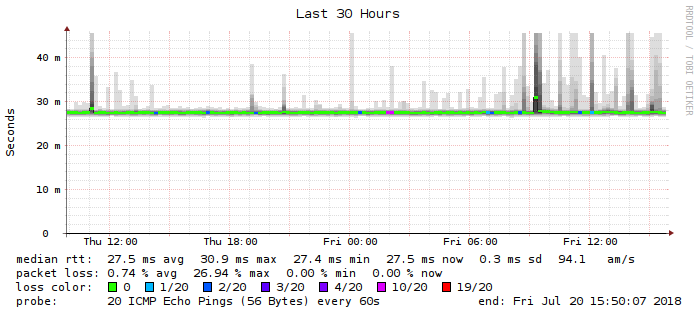 Last 30 Hours
RRDTOOL / TOBI OETIKER
Seconds
40 m
30 m
20 m
10 m
0
Thu 12:00 Thu 18:00 Fri 00:00 Fri 06:00 Fri 12:00
median rtt: 27.5 ms avg 30.9 ms max 27.4 ms min 27.5 ms now 0.3 ms sd 94.1 am/s
packet loss: 0.74 % avg 26.94 % max 0.00 % min 0.00 % now
loss color: 0 1/20 2/20 3/20 4/20 10/20 19/20
probe: 20 ICMP Echo Pings (56 Bytes) every 60s end: Fri Jul 20 15:50:07 2018